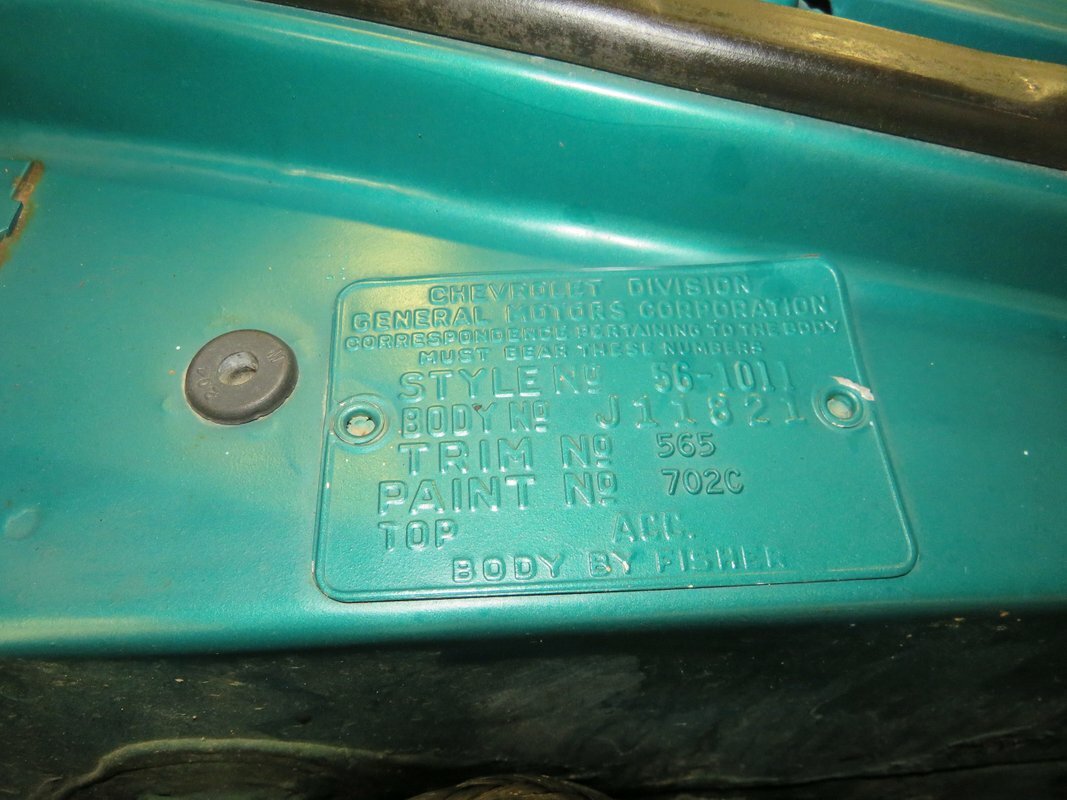 CHEVROLET DIVISION
GENERAL MOTORS CORPORATION
CORRESPONDENCE PERTAINING TO THE BODY
MUST BEAR THESE NUMBERS
STYLE Nº 56-1011
BODY Nº J11821
TRIM Nº 565
PAINT Nº 702C
TOP ACC.
BODY BY FISHER